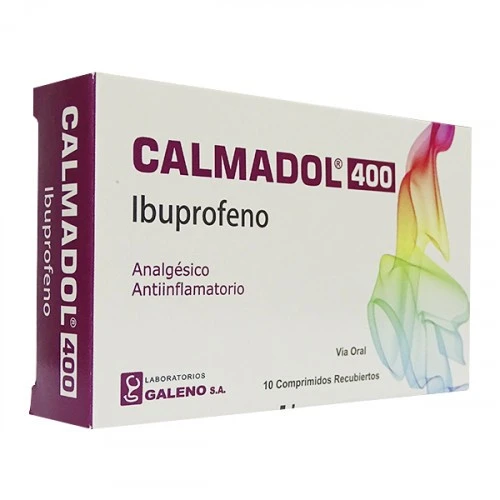 CALMADOL® 400
Ibuprofeno
CALMADOL® 400
Ibuprofeno
Analgésico
Antiinflamatorio
Vía Oral
LABORATORIOS
GALENO S.A.
10 Comprimidos Recubiertos